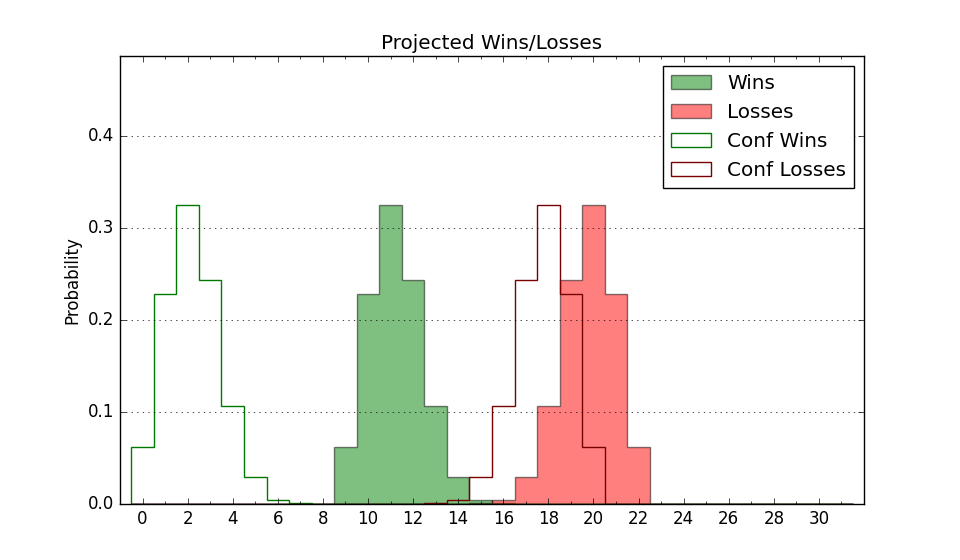 Projected Wins/Losses
Wins
Losses
Conf Wins
Conf Losses
Probability
0.4
0.3
0.2
0.1
0.0
0 2 4 6 8 10 12 14 16 18 20 22 24 26 28 30